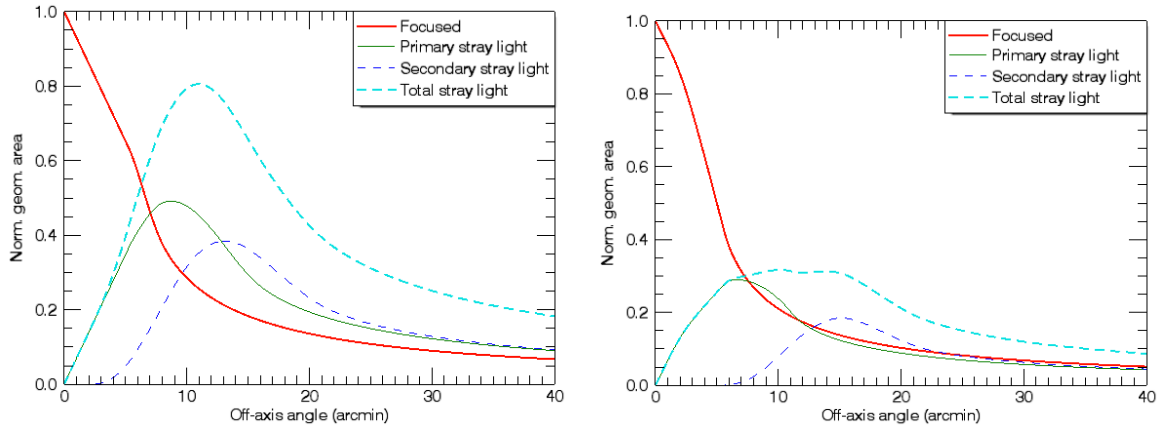 1.0
0.8
0.6
0.4
0.2
0.0
Norm. geom. area
0
10
20
30
40
Off-axis angle (arcmin)
Focused
Primary stray light
Secondary stray light
Total stray light
1.0
0.8
0.6
0.4
0.2
0.0
Norm. geom. area
0
10
20
30
40
Off-axis angle (arcmin)
Focused
Primary stray light
Secondary stray light
Total stray light